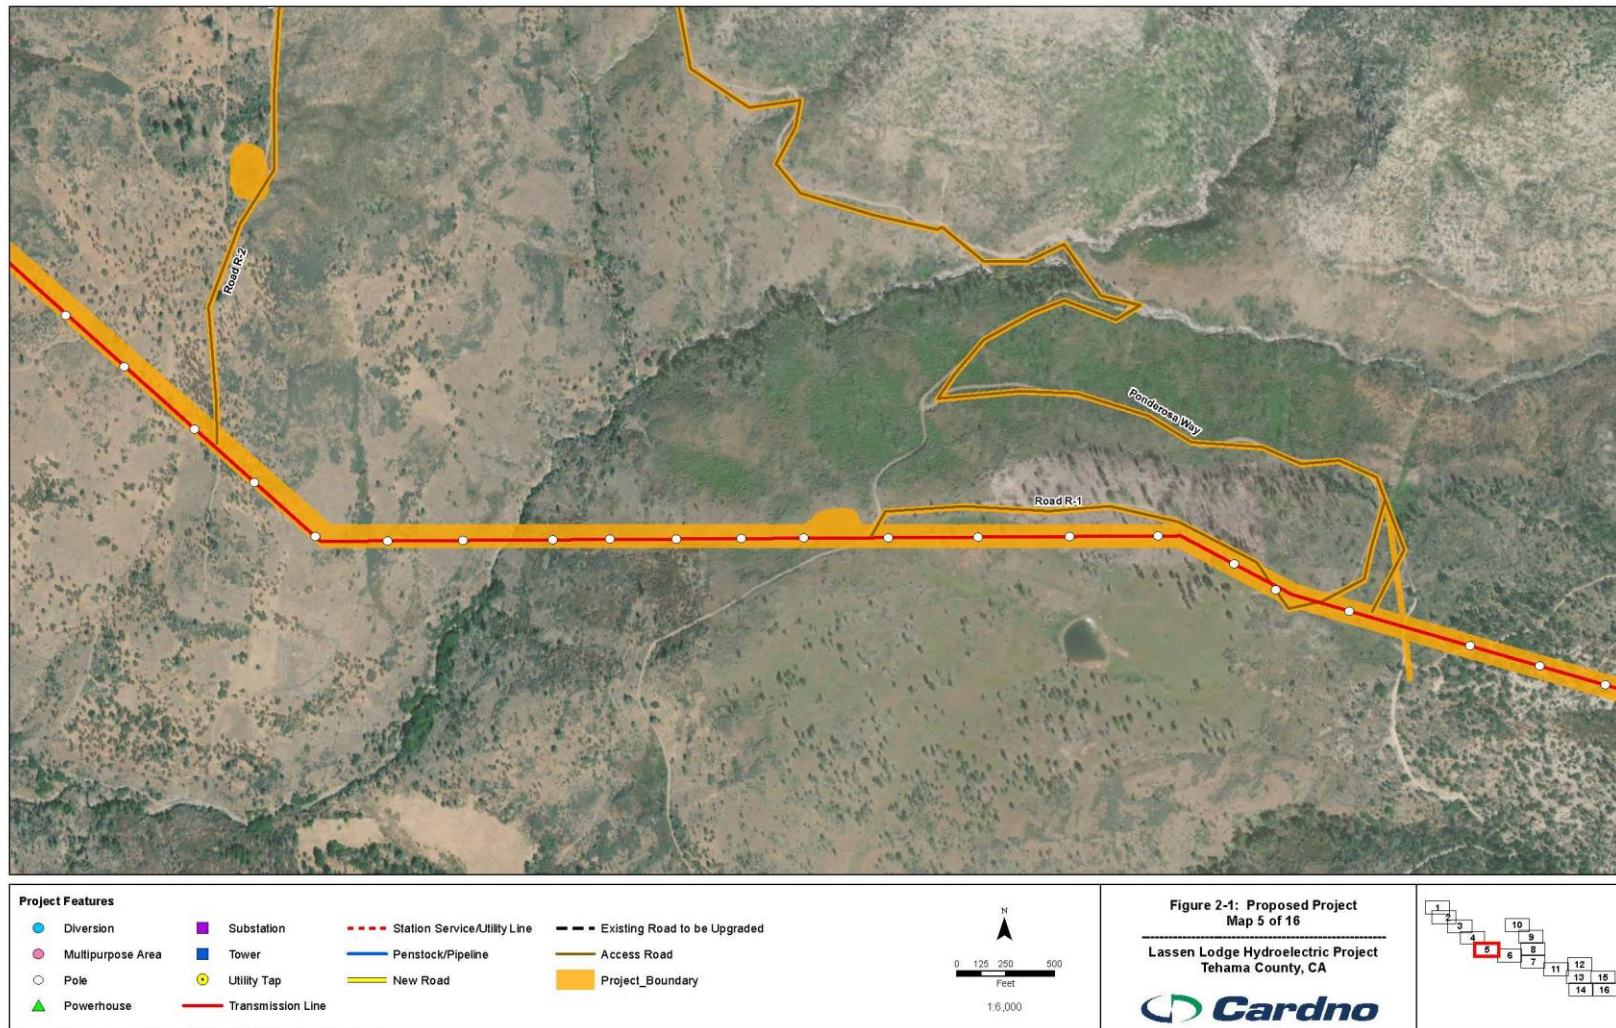 Road R-2
Ponderosa Way
Road R-1
Project Features
Diversion
Multipurpose Area
Pole
Powerhouse
Substation
Tower
Utility Tap
Transmission Line
Station Service/Utility Line
Penstock/Pipeline
New Road
Existing Road to be Upgraded
Access Road
Project_Boundary
N
0 125 250 500
Feet
1:6,000
Figure 2-1: Proposed Project
Map 5 of 16
Lassen Lodge Hydroelectric Project
Tehama County, CA
Cardno
1
2
3
4
5
6
10
9
8
7
11
12
13 15
14 16